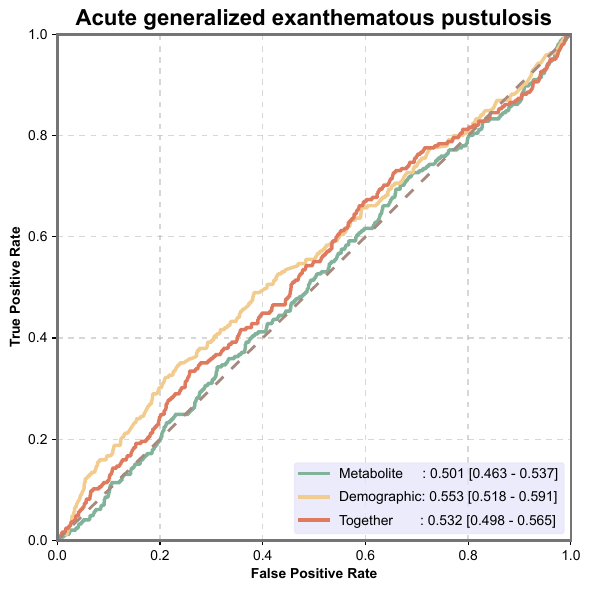 Acute generalized exanthematous pustulosis
True Positive Rate
1.0
0.8
0.6
0.4
0.2
0.0
0.0 0.2 0.4 0.6 0.8 1.0
False Positive Rate
Metabolite : 0.501 [0.463 - 0.537]
Demographic: 0.553 [0.518 - 0.591]
Together : 0.532 [0.498 - 0.565]